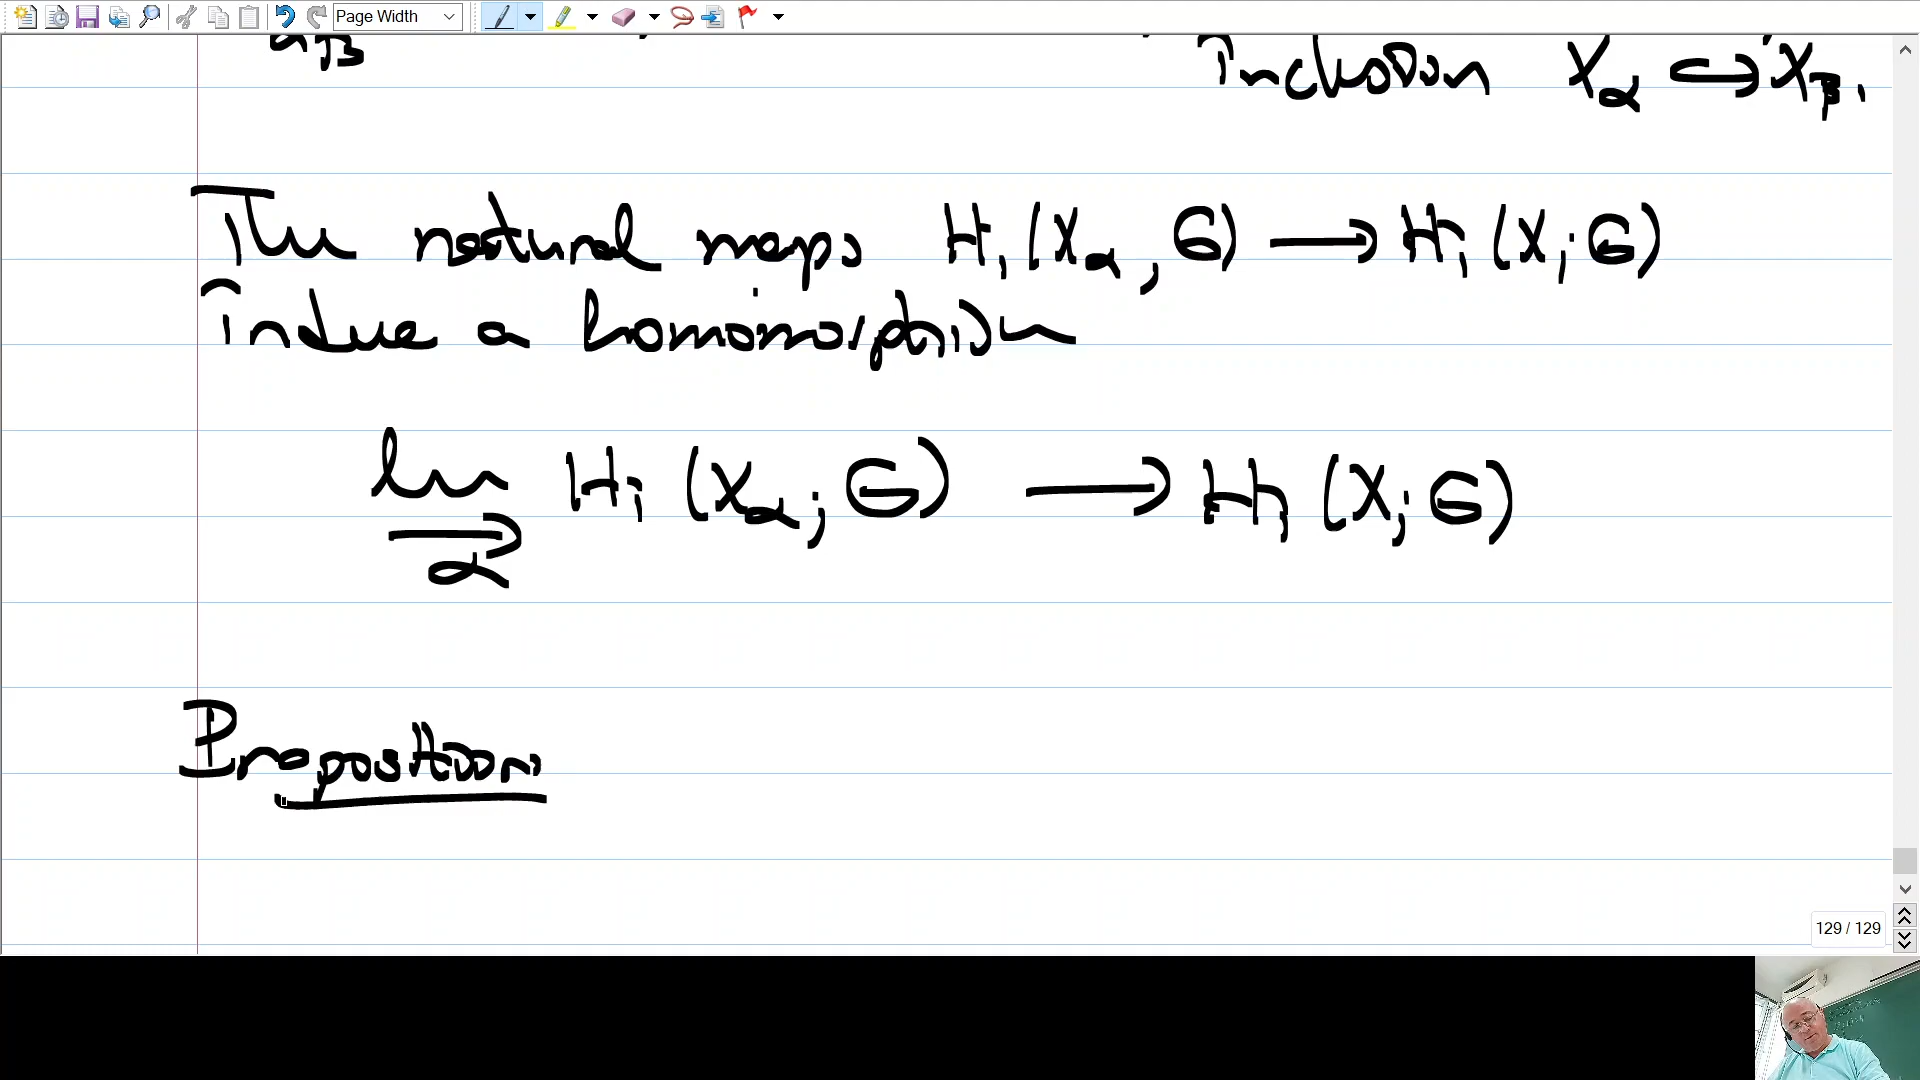 Page Width
inclusion X_α ↪ X_β.
The natural maps H_i(X_α, G) → H_i(X; G)
induce a homomorphism
lim H_i(X_α; G) → H_i(X; G)
→
α
Proposition
129 / 129